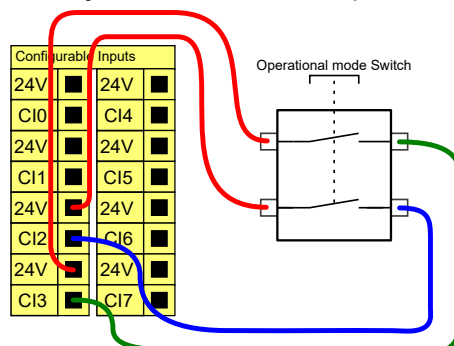 Configurable Inputs
Operational mode Switch
24V 24V
CI0 CI4
24V 24V
CI1 CI5
24V 24V
CI2 CI6
24V 24V
CI3 CI7